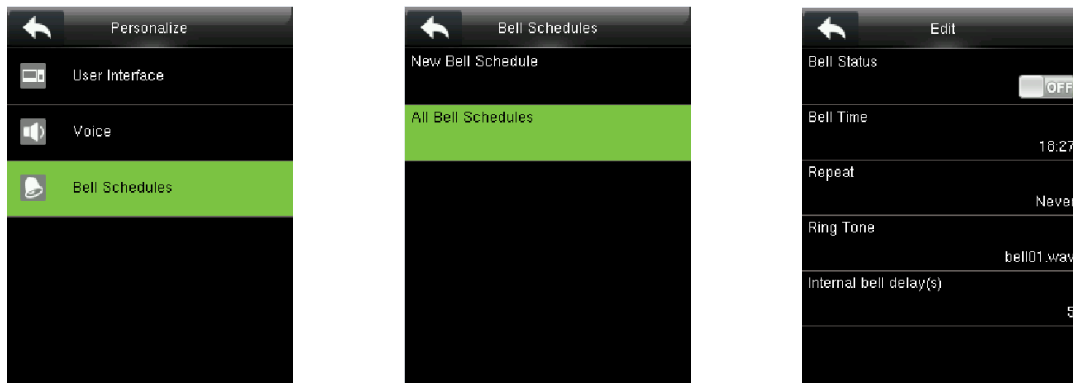 Personalize
User Interface
Voice
Bell Schedules
Bell Schedules
New Bell Schedule
All Bell Schedules
Edit
Bell Status
OFF
Bell Time
16:27
Repeat
Never
Ring Tone
bell01.wav
Internal bell delay(s)
5